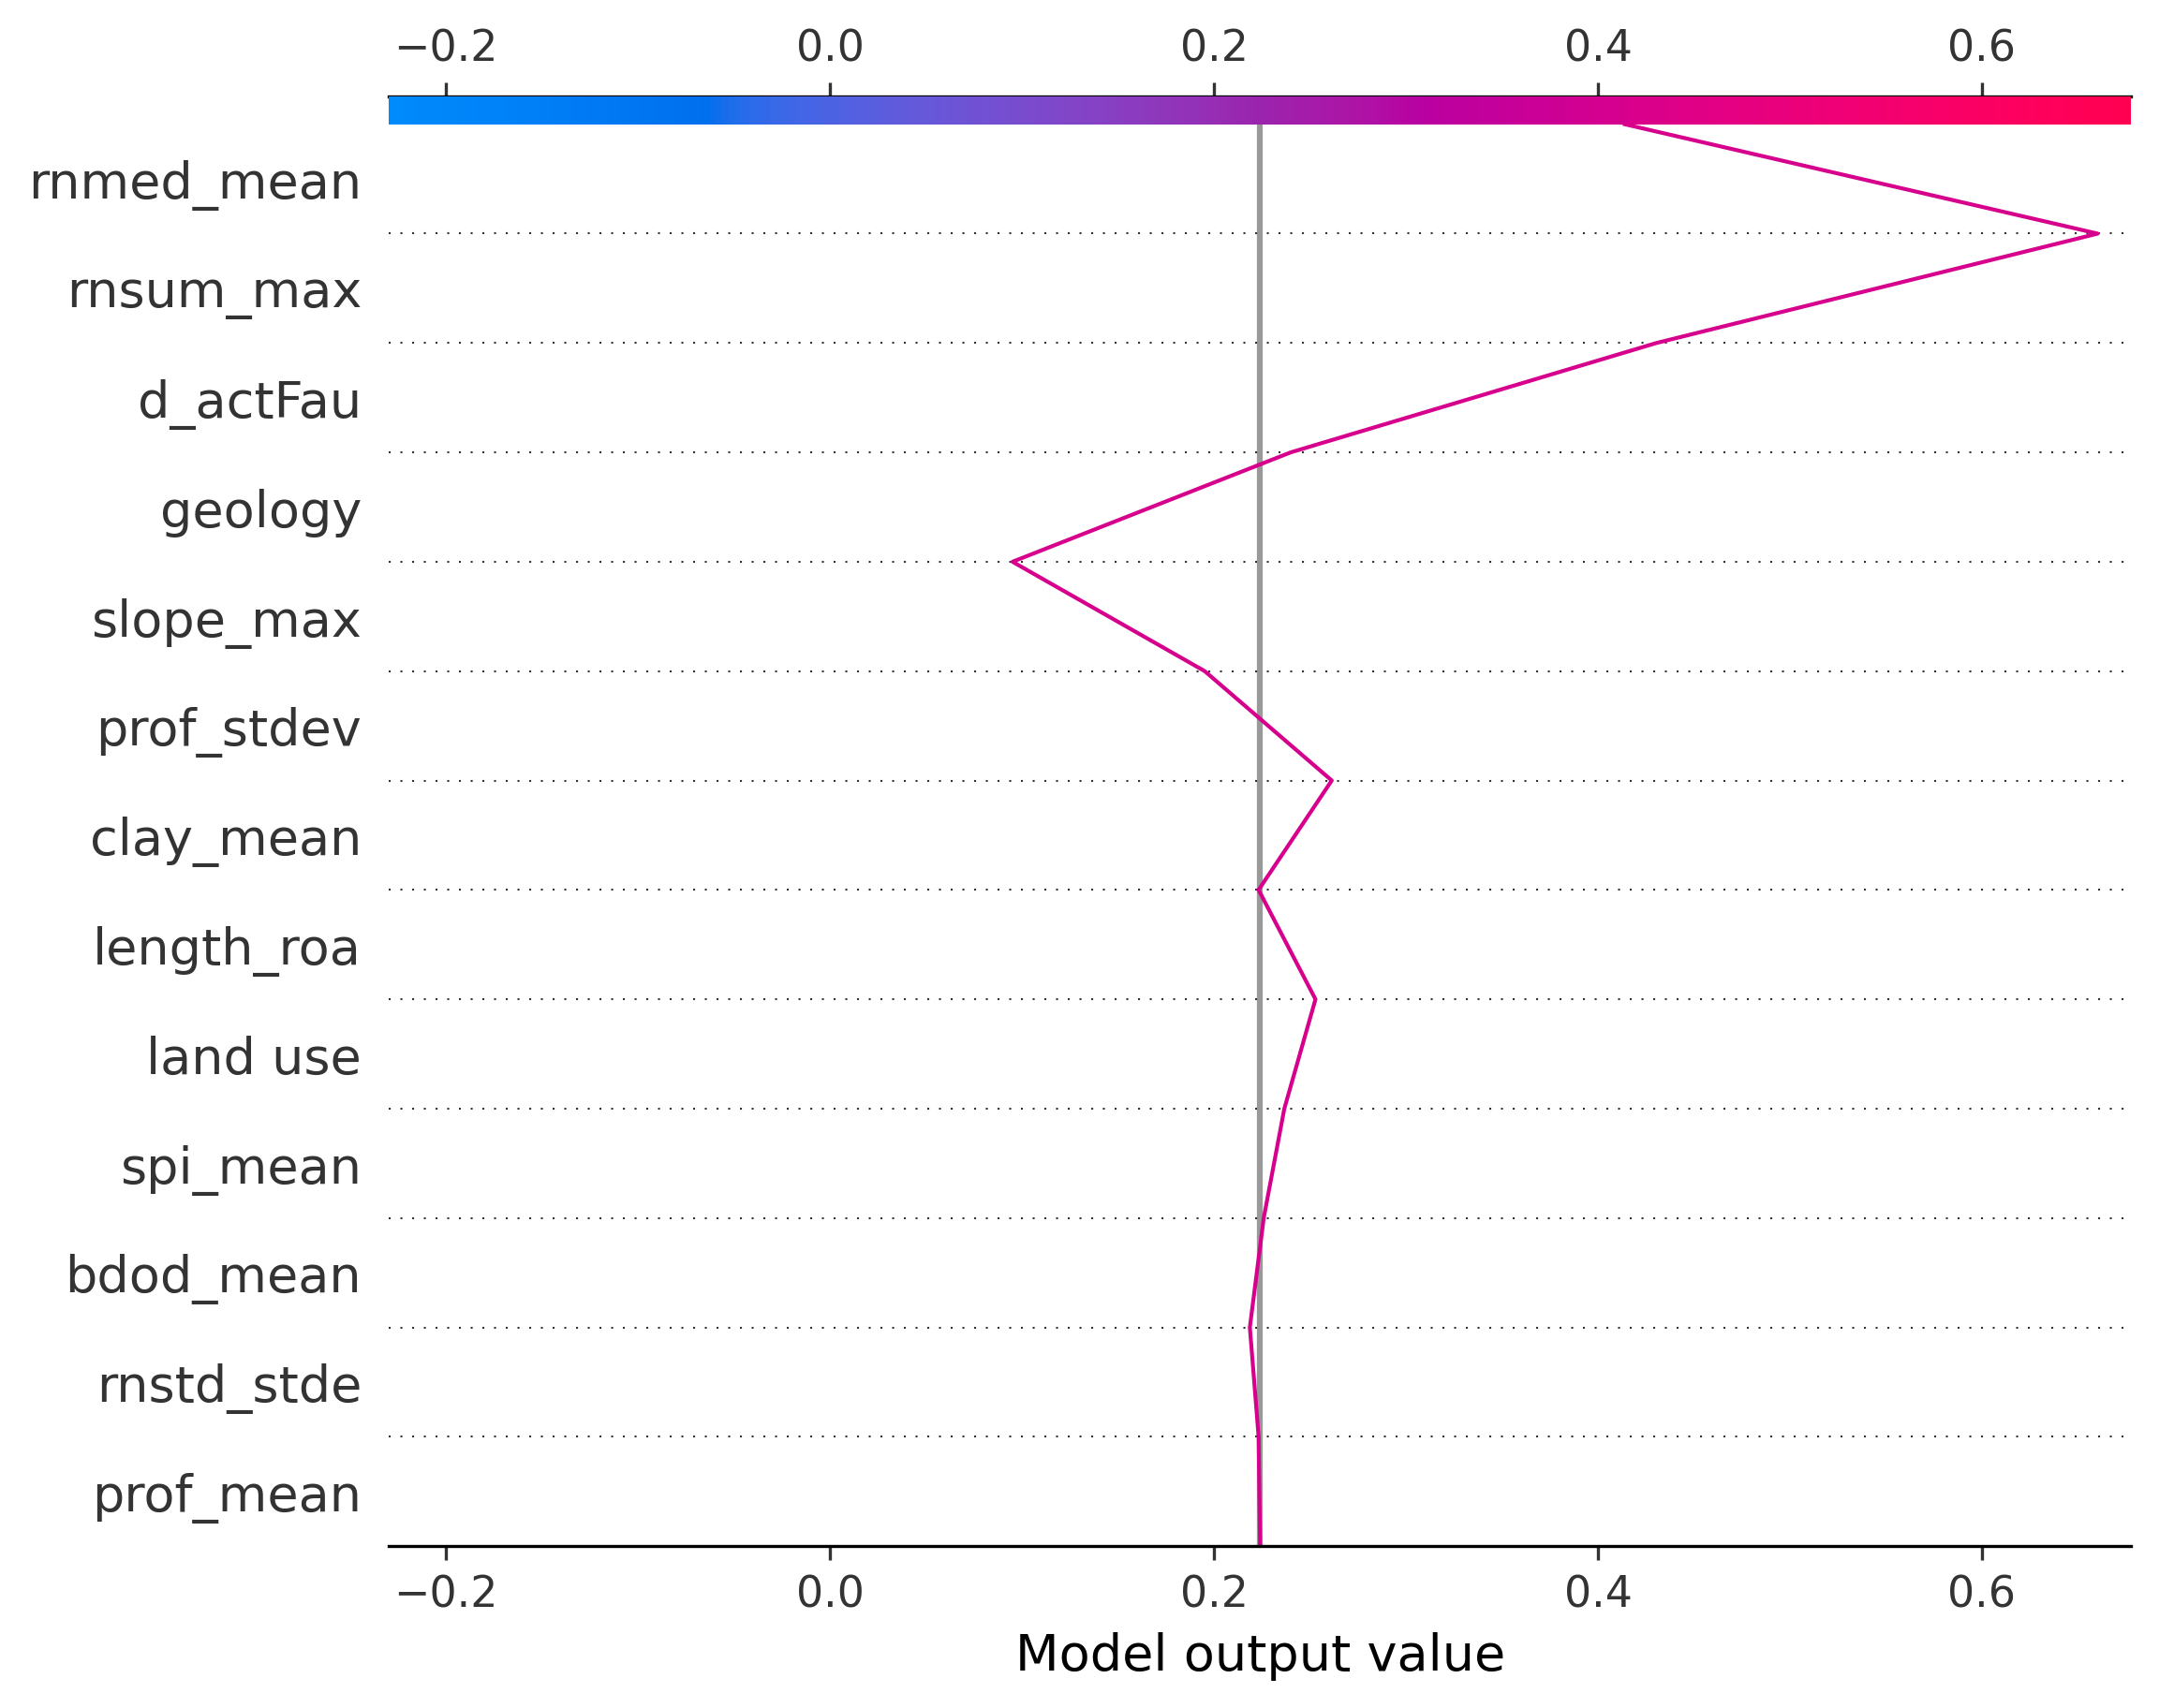 −0.2 0.0 0.2 0.4 0.6
rnmed_mean
rnsum_max
d_actFau
geology
slope_max
prof_stdev
clay_mean
length_roa
land use
spi_mean
bdod_mean
rnstd_stde
prof_mean
−0.2 0.0 0.2 0.4 0.6
Model output value